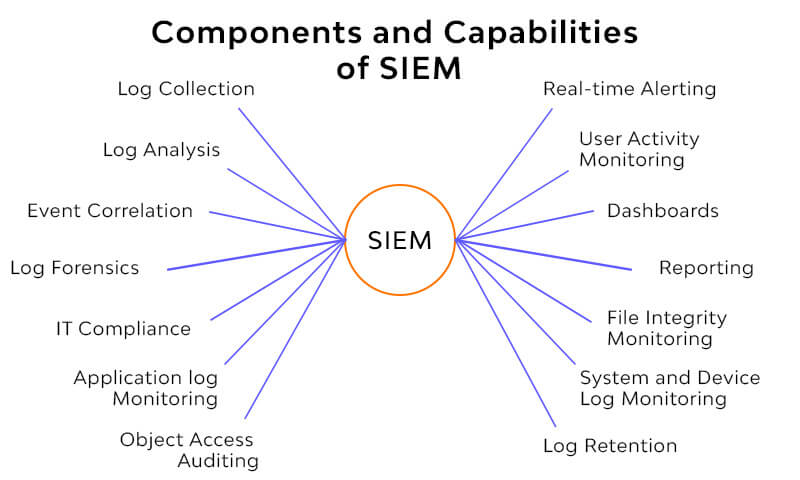 Components and Capabilities
of SIEM
Log Collection
Log Analysis
Event Correlation
Log Forensics
IT Compliance
Application log
Monitoring
Object Access
Auditing
SIEM
Real-time Alerting
User Activity
Monitoring
Dashboards
Reporting
File Integrity
Monitoring
System and Device
Log Monitoring
Log Retention